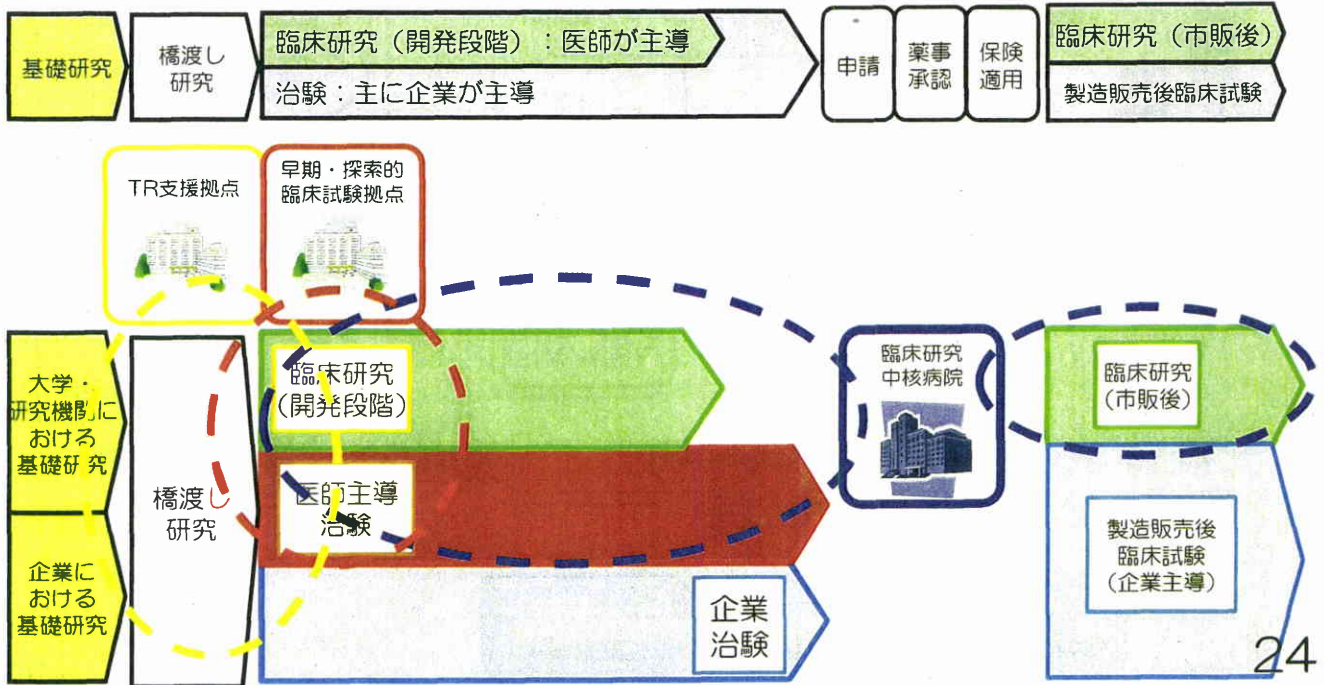 基礎研究
橋渡し
研究
臨床研究（開発段階）：医師が主導
治験：主に企業が主導
申請
薬事
承認
保険
適用
臨床研究（市販後）
製造販売後臨床試験
TR支援拠点
早期・探索的
臨床試験拠点
大学・
研究機関に
おける
基礎研究
企業に
おける
基礎研究
橋渡し
研究
臨床研究
（開発段階）
医師主導
治験
企業
治験
臨床研究
中核病院
臨床研究
（市販後）
製造販売後
臨床試験
（企業主導）
24